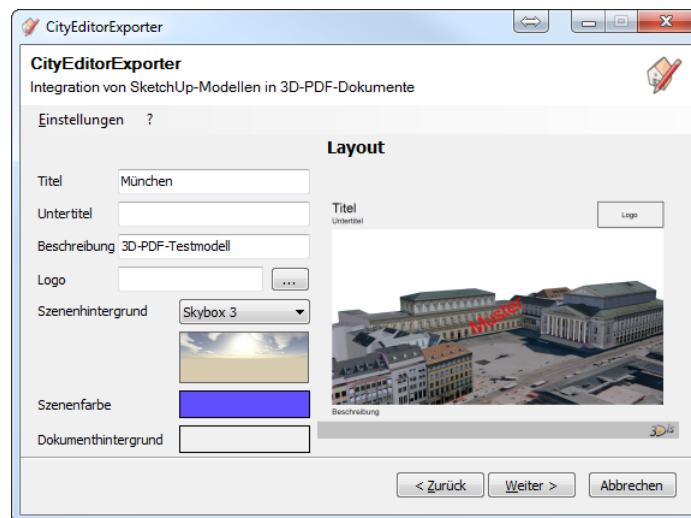 CityEditorExporter
CityEditorExporter
Integration von SketchUp-Modellen in 3D-PDF-Dokumente
Einstellungen ?
Layout
Titel München
Untertitel
Beschreibung 3D-PDF-Testmodell
Logo ...
Szenenhintergrund Skybox 3
Szenenfarbe
Dokumenthintergrund
Titel
Untertitel
Logo
Muster
Beschreibung
3Dis
< Zurück Weiter > Abbrechen